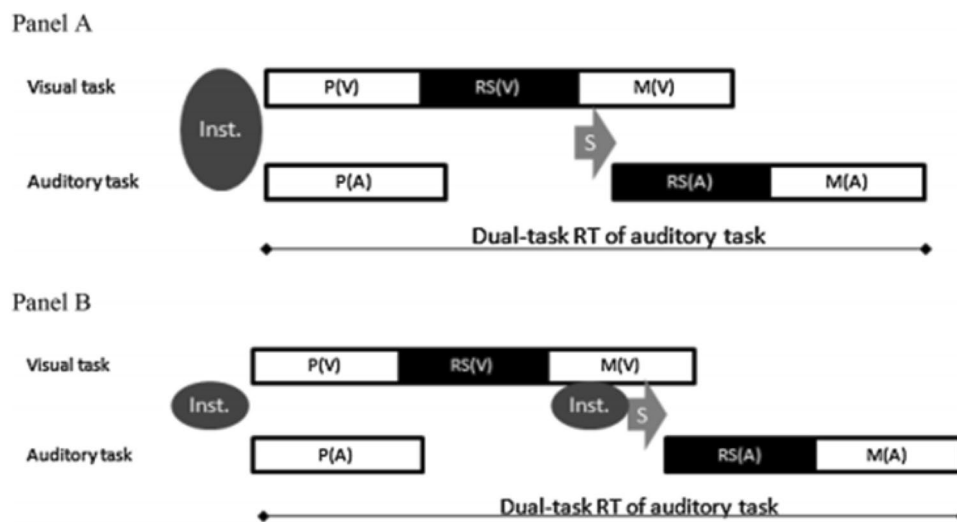 Panel A
Visual task
P(V) RS(V) M(V)
Inst.
S
Auditory task
P(A) RS(A) M(A)
Dual-task RT of auditory task
Panel B
Visual task
P(V) RS(V) M(V)
Inst. Inst. S
Auditory task
P(A) RS(A) M(A)
Dual-task RT of auditory task